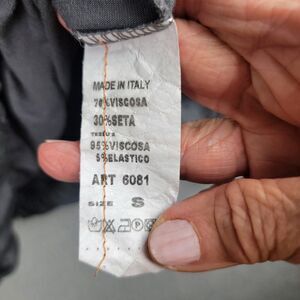 MADE IN ITALY
70%VISCOSA
30%SETA
95%VISCOSA
5%ELASTICO
ART 6081
SIZE S